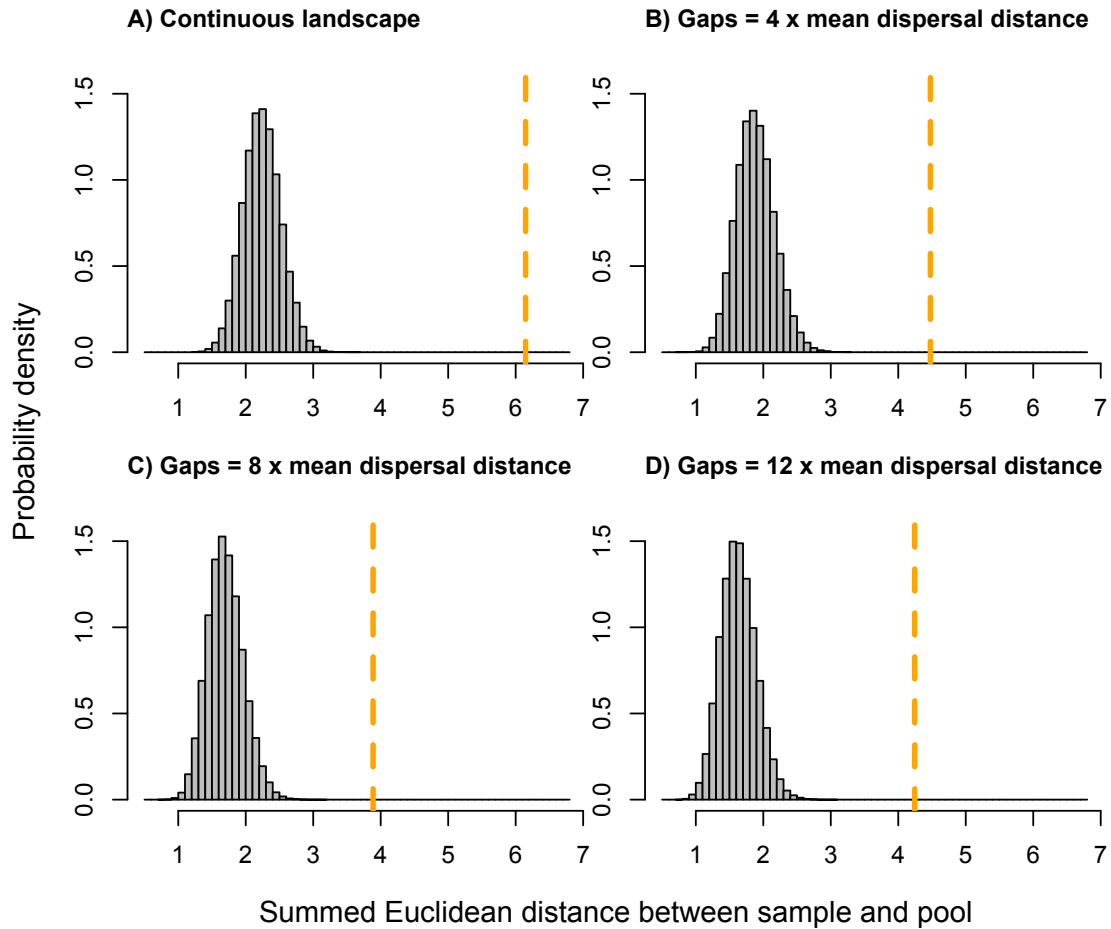 A) Continuous landscape
B) Gaps = 4 x mean dispersal distance
0.0 0.5 1.0 1.5
1 2 3 4 5 6 7
0.0 0.5 1.0 1.5
1 2 3 4 5 6 7
C) Gaps = 8 x mean dispersal distance
D) Gaps = 12 x mean dispersal distance
0.0 0.5 1.0 1.5
1 2 3 4 5 6 7
0.0 0.5 1.0 1.5
1 2 3 4 5 6 7
Probability density
Summed Euclidean distance between sample and pool